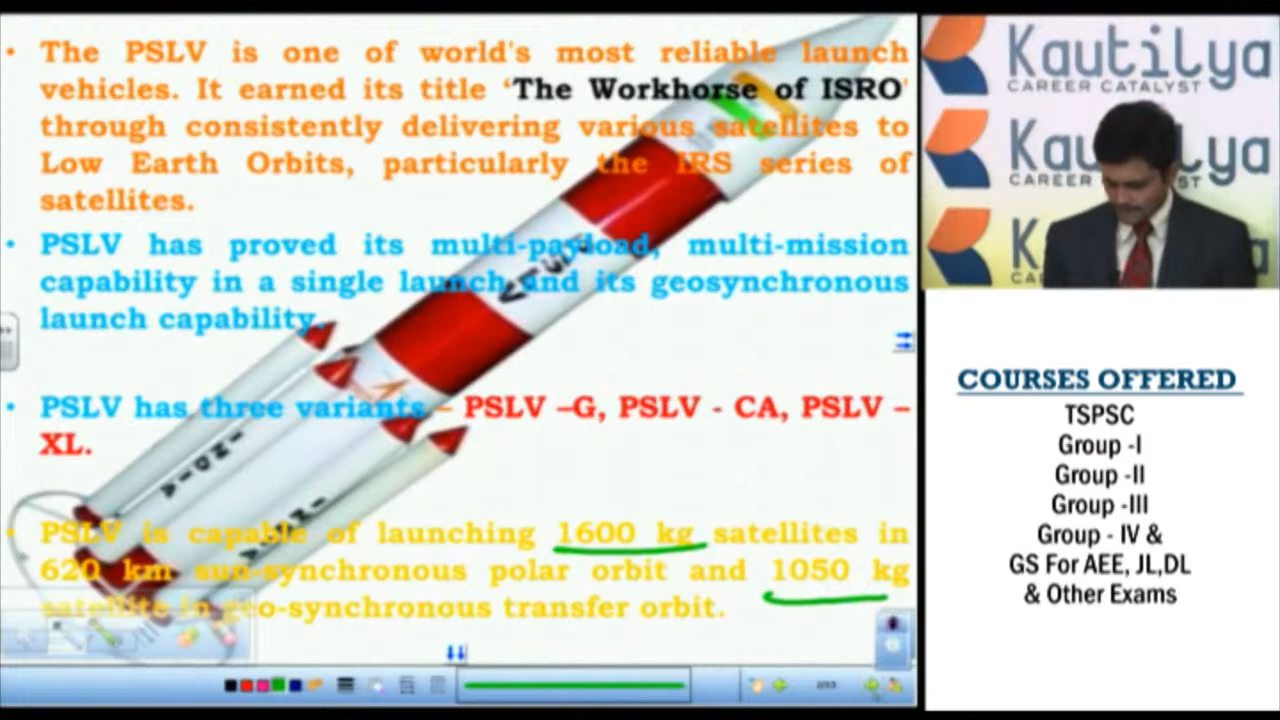 • The PSLV is one of world's most reliable launch
vehicles. It earned its title 'The Workhorse of ISRO'
through consistently delivering various satellites to
Low Earth Orbits, particularly the IRS series of
satellites.
• PSLV has proved its multi-payload, multi-mission
capability in a single launch and its geosynchronous
launch capability.
• PSLV has three variants – PSLV –G, PSLV - CA, PSLV –
XL.
• PSLV is capable of launching 1600 kg satellites in
620 km sun-synchronous polar orbit and 1050 kg
satellite in geo-synchronous transfer orbit.
INDIA
Kautilya
CAREER CATALYST
Kautilya
CAREER
COURSES OFFERED
TSPSC
Group -I
Group -II
Group -III
Group - IV &
GS For AEE, JL,DL
& Other Exams